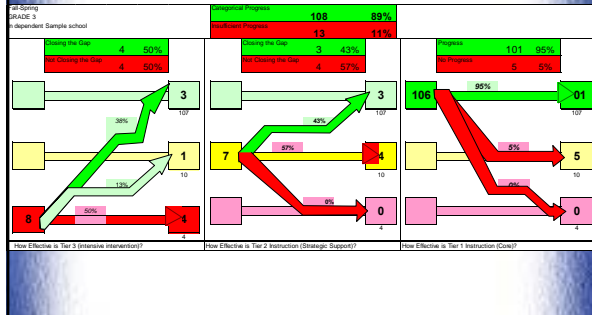 Fall-Spring
GRADE 3
n dependent Sample school
Categorical Progress
108 89%
Insufficient Progress
13 11%
Closing the Gap
4 50%
Not Closing the Gap
4 50%
3
107
38%
1
10
13%
8
50%
4
4
How Effective is Tier 3 (intensive intervention)?
Closing the Gap
3 43%
Not Closing the Gap
4 57%
3
107
43%
7
57%
4
10
0%
0
4
How Effective is Tier 2 Instruction (Strategic Support)?
Progress
101 95%
No Progress
5 5%
106
95%
01
107
5%
5
10
0%
0
4
How Effective is Tier 1 Instruction (Core)?